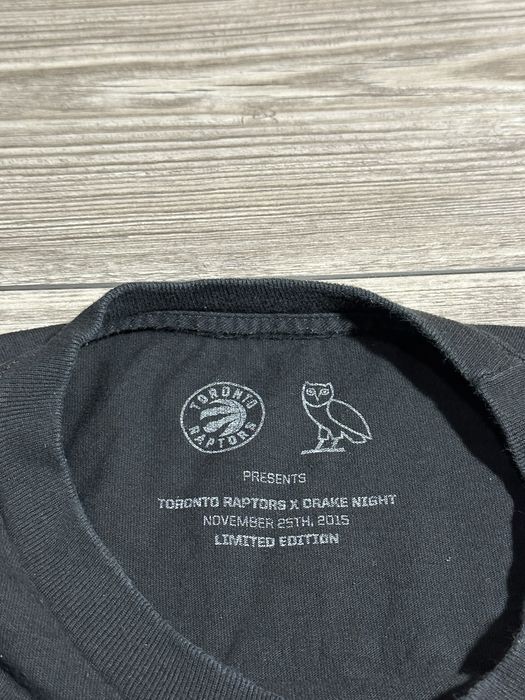 TORONTO
RAPTORS
PRESENTS
TORONTO RAPTORS X DRAKE NIGHT
NOVEMBER 25TH, 2015
LIMITED EDITION